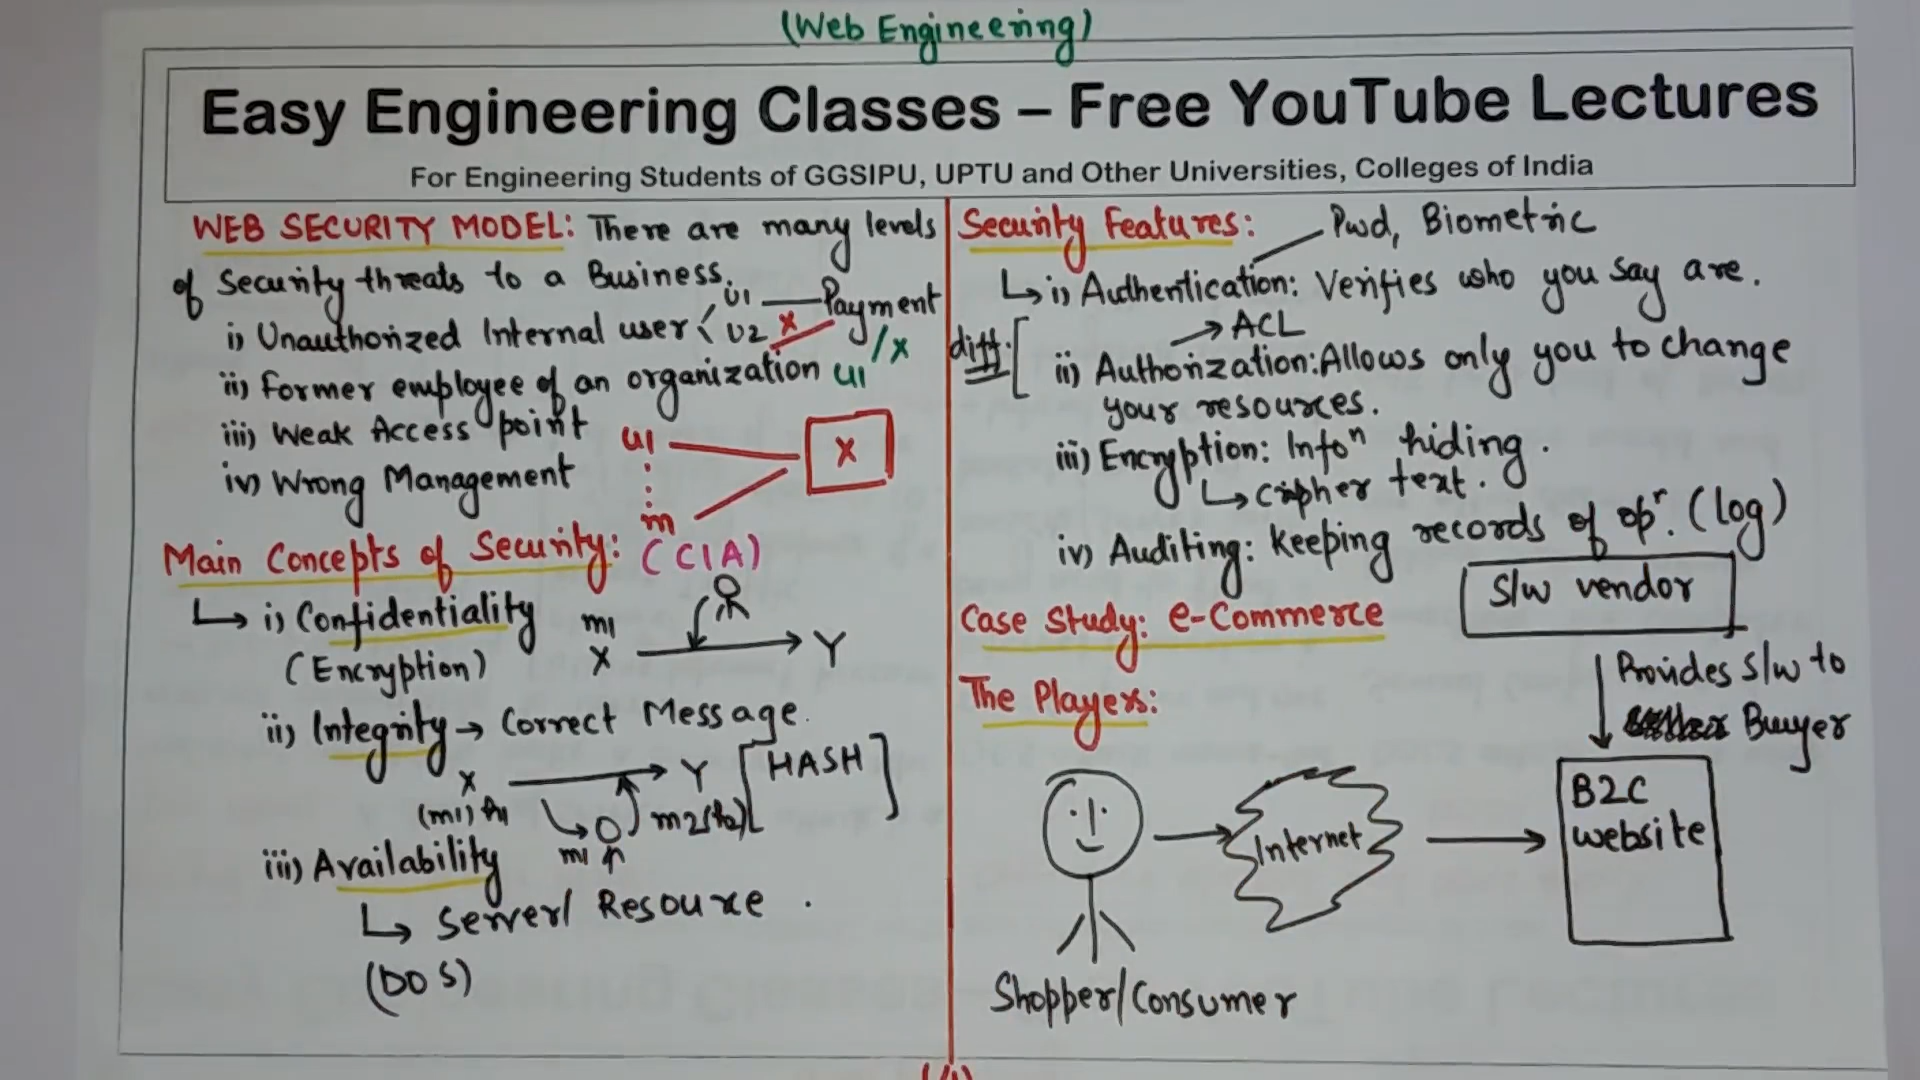 (Web Engineering)
Easy Engineering Classes – Free YouTube Lectures
For Engineering Students of GGSIPU, UPTU and Other Universities, Colleges of India
WEB SECURITY MODEL: There are many levels
of Security threats to a Business.
U1 Payment
i) Unauthorized Internal user U2 X
/X
ii) Former employee of an organization U1
iii) Weak Access point
U1 X
iv) Wrong Management
m
Main Concepts of Security: (CIA)
i) Confidentiality m1
(Encryption) X Y
ii) Integrity → Correct Message.
X Y [HASH]
(m1) h1 m2(h2)
m1
iii) Availability
↳ Server/ Resource.
(DOS)
Security Features: Pwd, Biometric
↳ i) Authentication: Verifies who you say are.
diff. → ACL
ii) Authorization: Allows only you to change
your resources.
iii) Encryption: Infoⁿ hiding.
↳ cipher text.
iv) Auditing: Keeping records of opʳ. (log)
S/w vendor
Case Study: e-Commerce
Provides S/w to
The Players:
Buyer
B2C
website
Internet
Shopper/Consumer